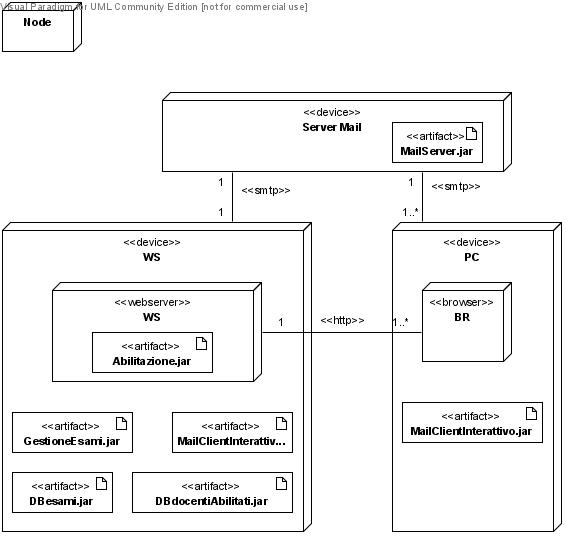 Visual Paradigm for UML Community Edition [not for commercial use]
Node
<<device>>
Server Mail
<<artifact>>
MailServer.jar
1
<<smtp>>
1
1
<<smtp>>
1..*
<<device>>
WS
<<webserver>>
WS
<<artifact>>
Abilitazione.jar
1
<<http>>
1..*
<<device>>
PC
<<browser>>
BR
<<artifact>>
GestioneEsami.jar
<<artifact>>
MailClientInterattiv...
<<artifact>>
MailClientInterattivo.jar
<<artifact>>
DBesami.jar
<<artifact>>
DBdocentiAbilitati.jar